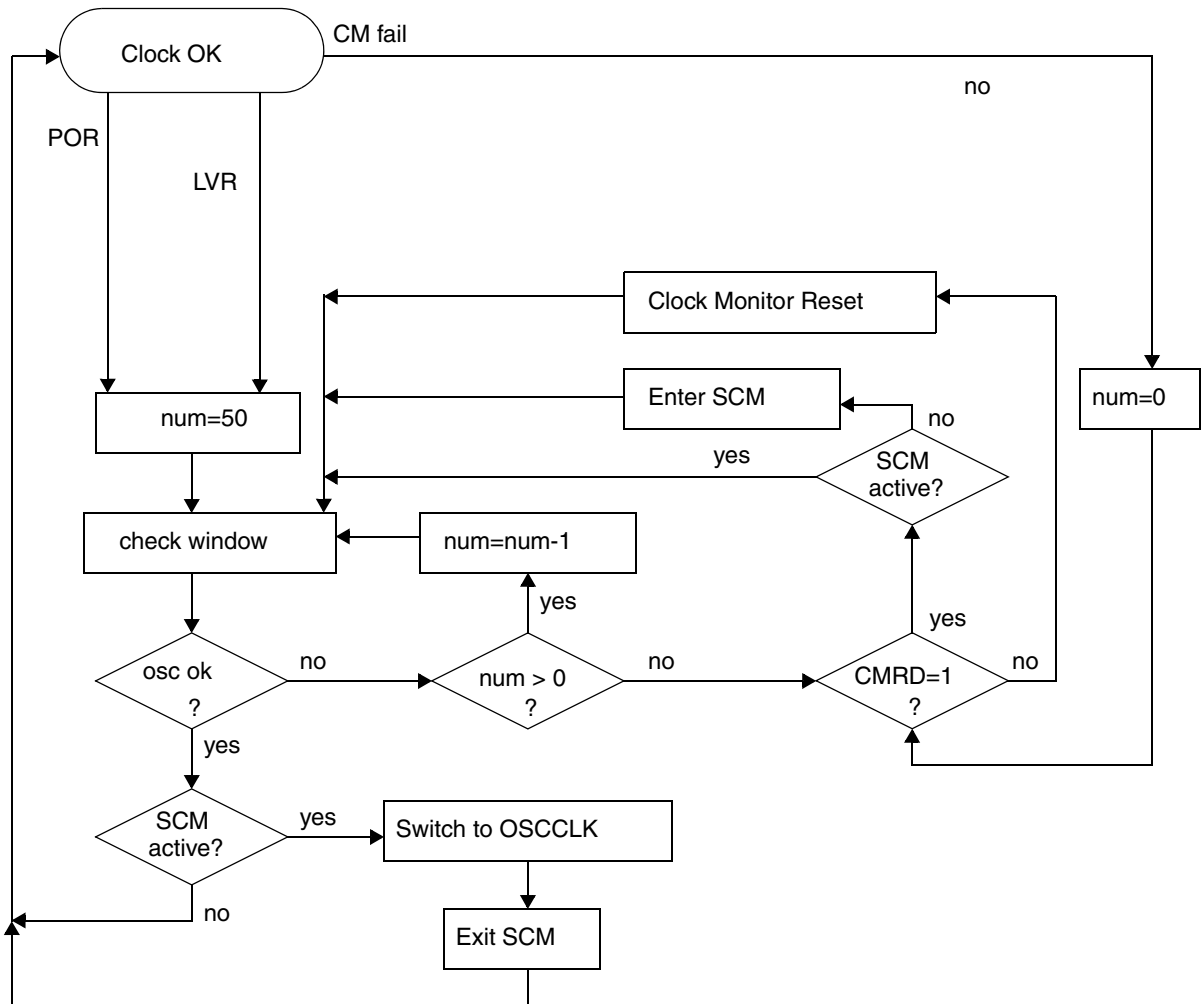 CM fail
Clock OK
no
POR
LVR
Clock Monitor Reset
Enter SCM
num=0
num=50
no
yes
SCM
active?
check window
num=num-1
yes
yes
osc ok
?
no
num > 0
?
no
CMRD=1
?
no
yes
SCM
active?
yes
Switch to OSCCLK
no
Exit SCM